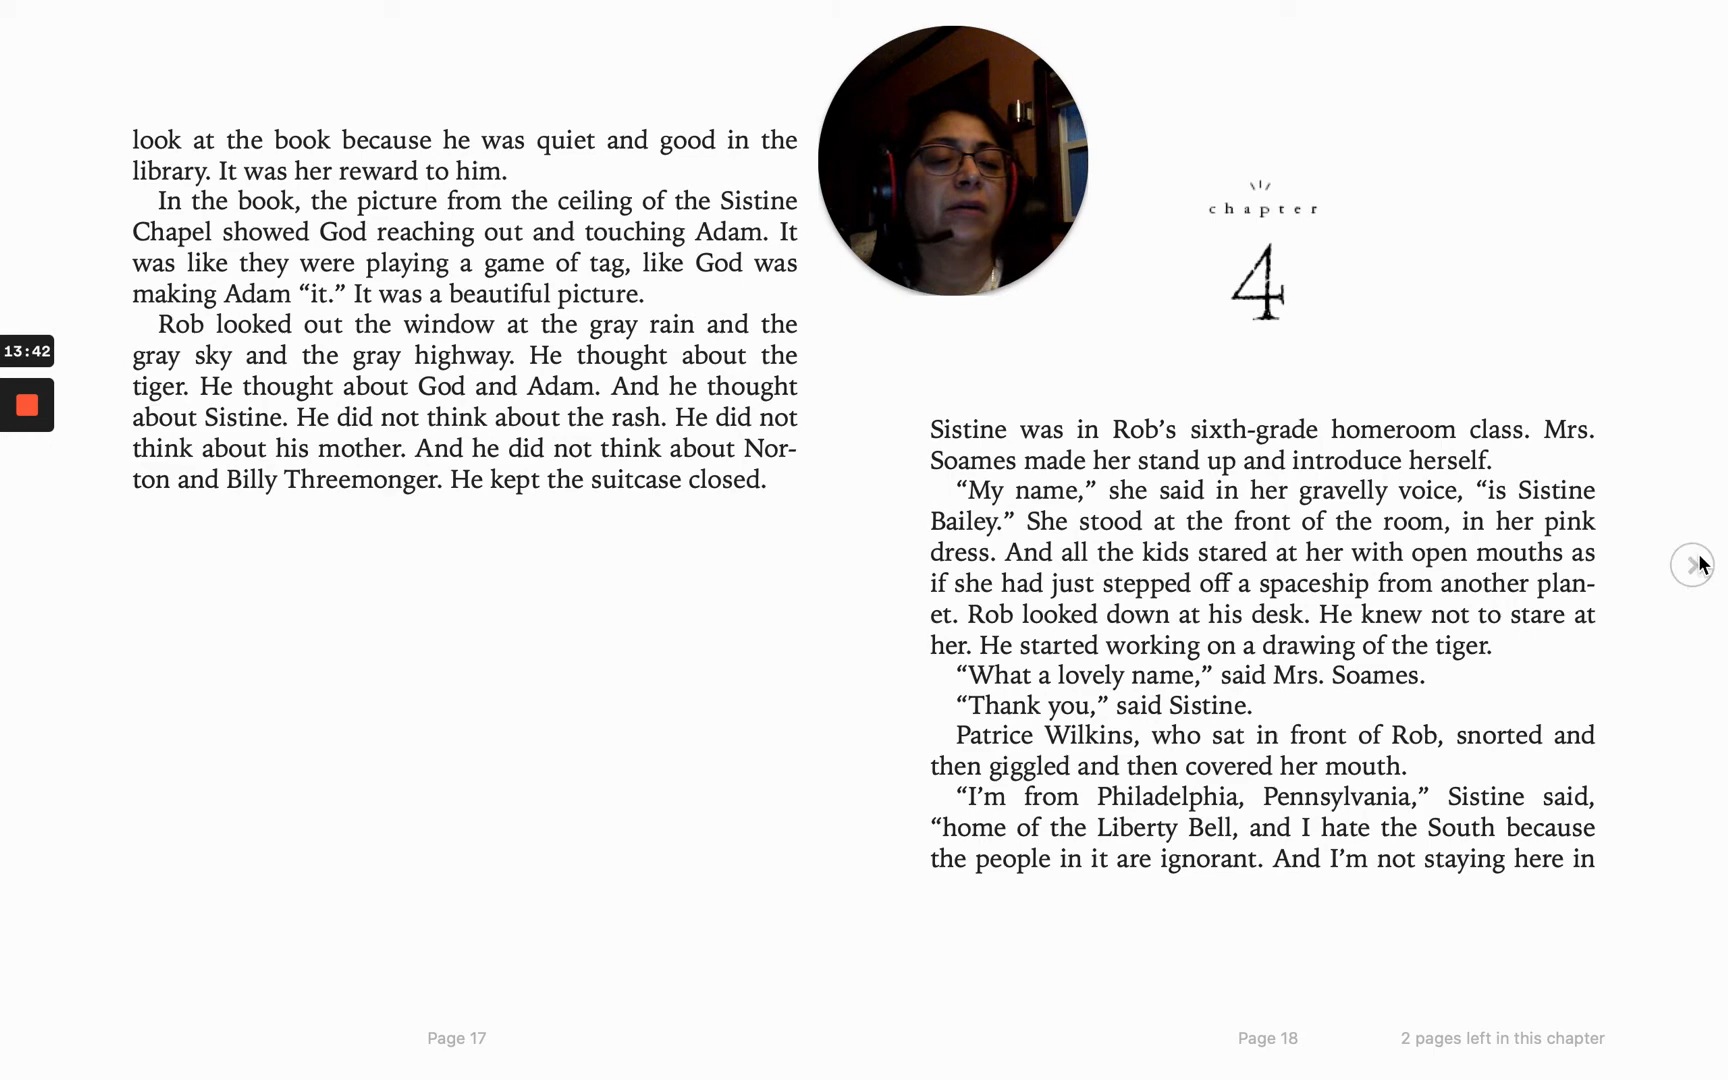 look at the book because he was quiet and good in the
library. It was her reward to him.
In the book, the picture from the ceiling of the Sistine
Chapel showed God reaching out and touching Adam. It
was like they were playing a game of tag, like God was
making Adam “it.” It was a beautiful picture.
Rob looked out the window at the gray rain and the
gray sky and the gray highway. He thought about the
tiger. He thought about God and Adam. And he thought
about Sistine. He did not think about the rash. He did not
think about his mother. And he did not think about Nor-
ton and Billy Threemonger. He kept the suitcase closed.
13:42
Page 17
chapter
4
Sistine was in Rob’s sixth-grade homeroom class. Mrs.
Soames made her stand up and introduce herself.
“My name,” she said in her gravelly voice, “is Sistine
Bailey.” She stood at the front of the room, in her pink
dress. And all the kids stared at her with open mouths as
if she had just stepped off a spaceship from another plan-
et. Rob looked down at his desk. He knew not to stare at
her. He started working on a drawing of the tiger.
“What a lovely name,” said Mrs. Soames.
“Thank you,” said Sistine.
Patrice Wilkins, who sat in front of Rob, snorted and
then giggled and then covered her mouth.
“I’m from Philadelphia, Pennsylvania,” Sistine said,
“home of the Liberty Bell, and I hate the South because
the people in it are ignorant. And I’m not staying here in
Page 18
2 pages left in this chapter